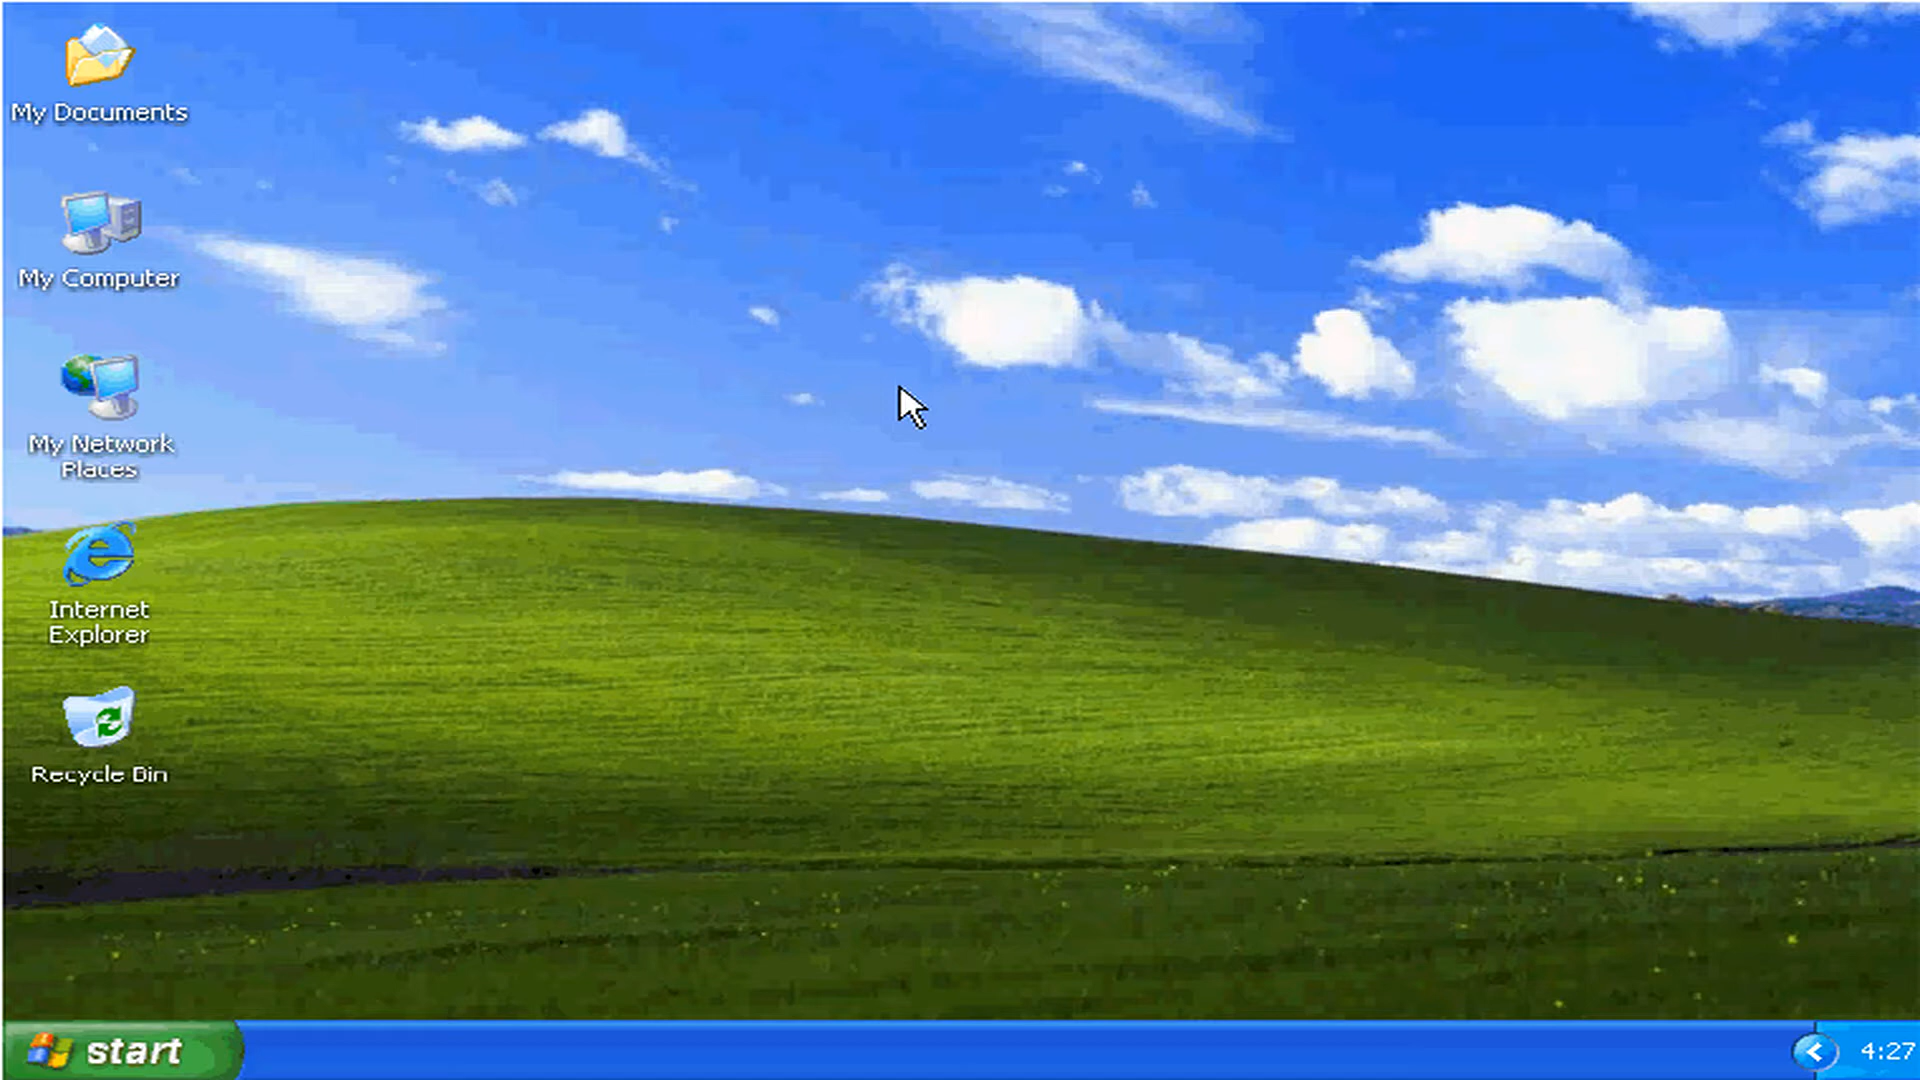 My Documents
My Computer
My Network
Places
Internet
Explorer
Recycle Bin
start
4:27